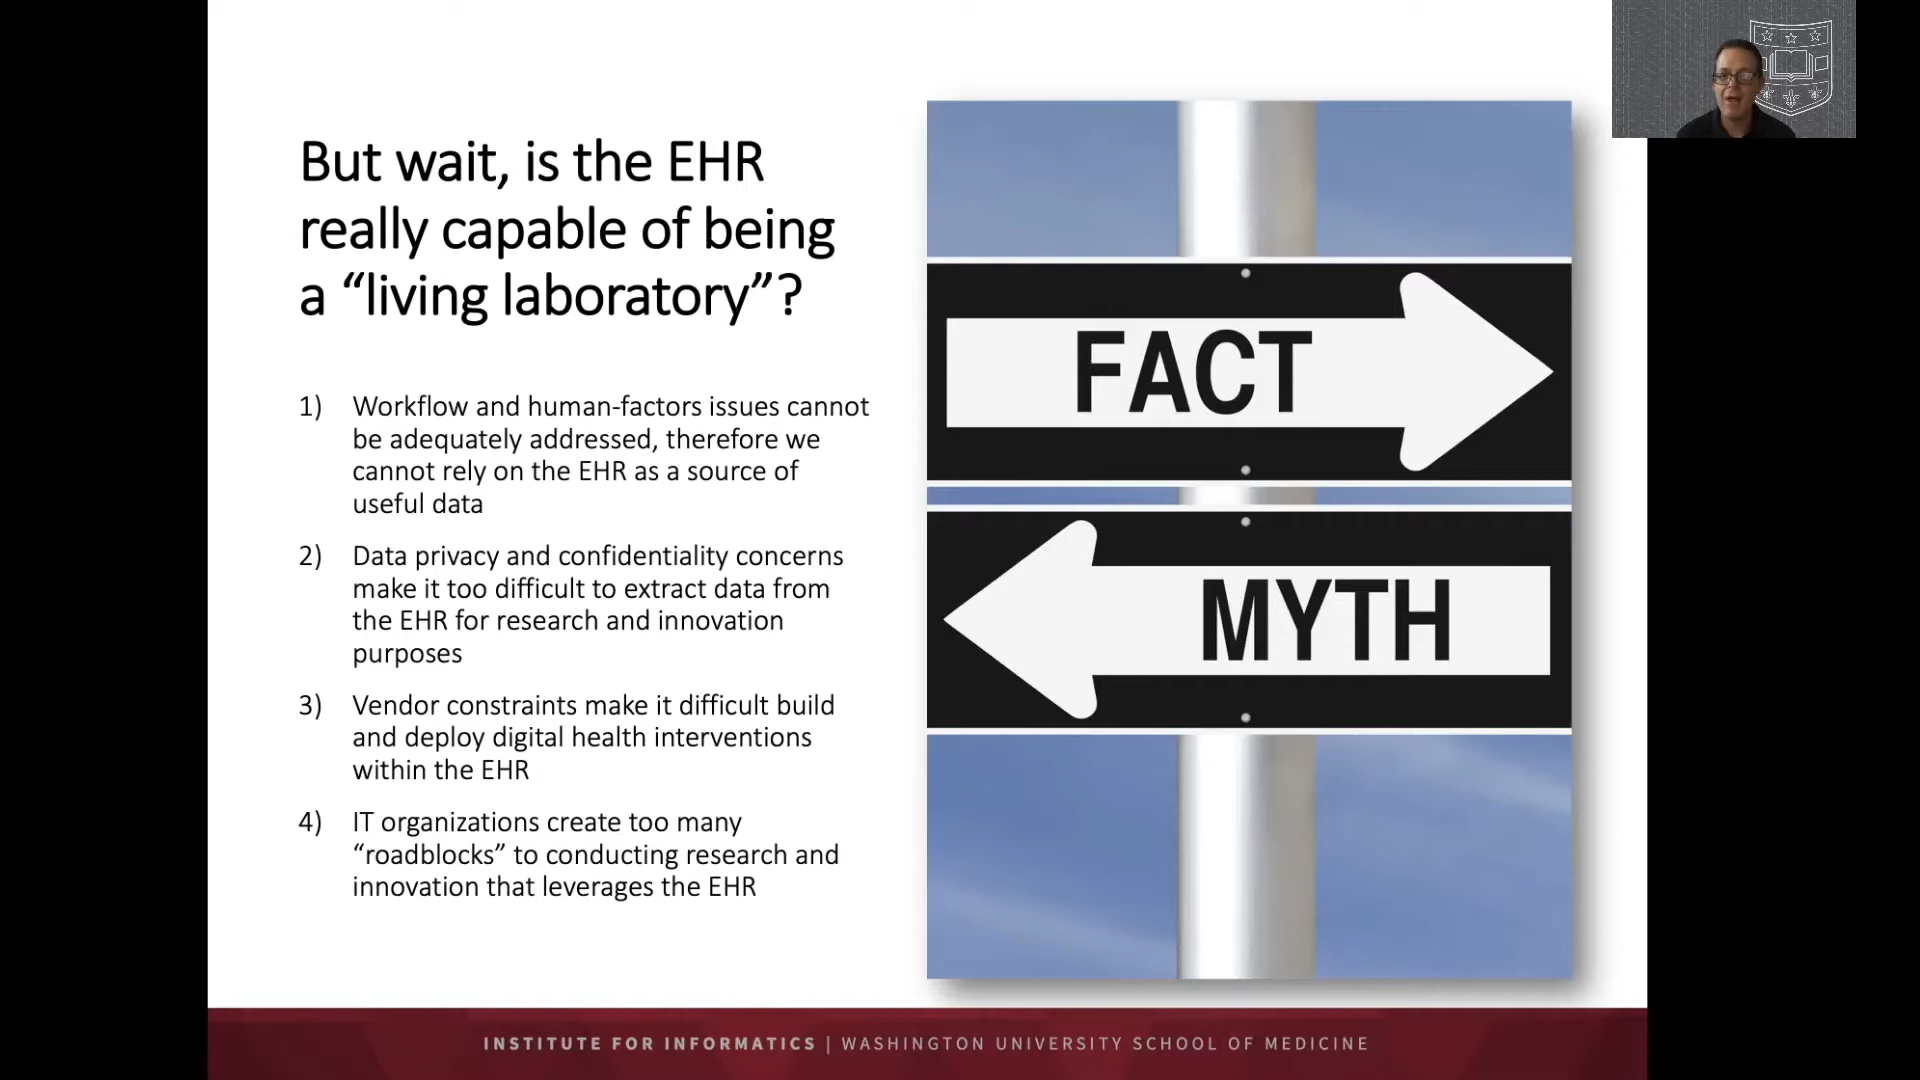 But wait, is the EHR
really capable of being
a “living laboratory”?
1) Workflow and human-factors issues cannot
be adequately addressed, therefore we
cannot rely on the EHR as a source of
useful data
2) Data privacy and confidentiality concerns
make it too difficult to extract data from
the EHR for research and innovation
purposes
3) Vendor constraints make it difficult build
and deploy digital health interventions
within the EHR
4) IT organizations create too many
“roadblocks” to conducting research and
innovation that leverages the EHR
FACT
MYTH
INSTITUTE FOR INFORMATICS | WASHINGTON UNIVERSITY SCHOOL OF MEDICINE